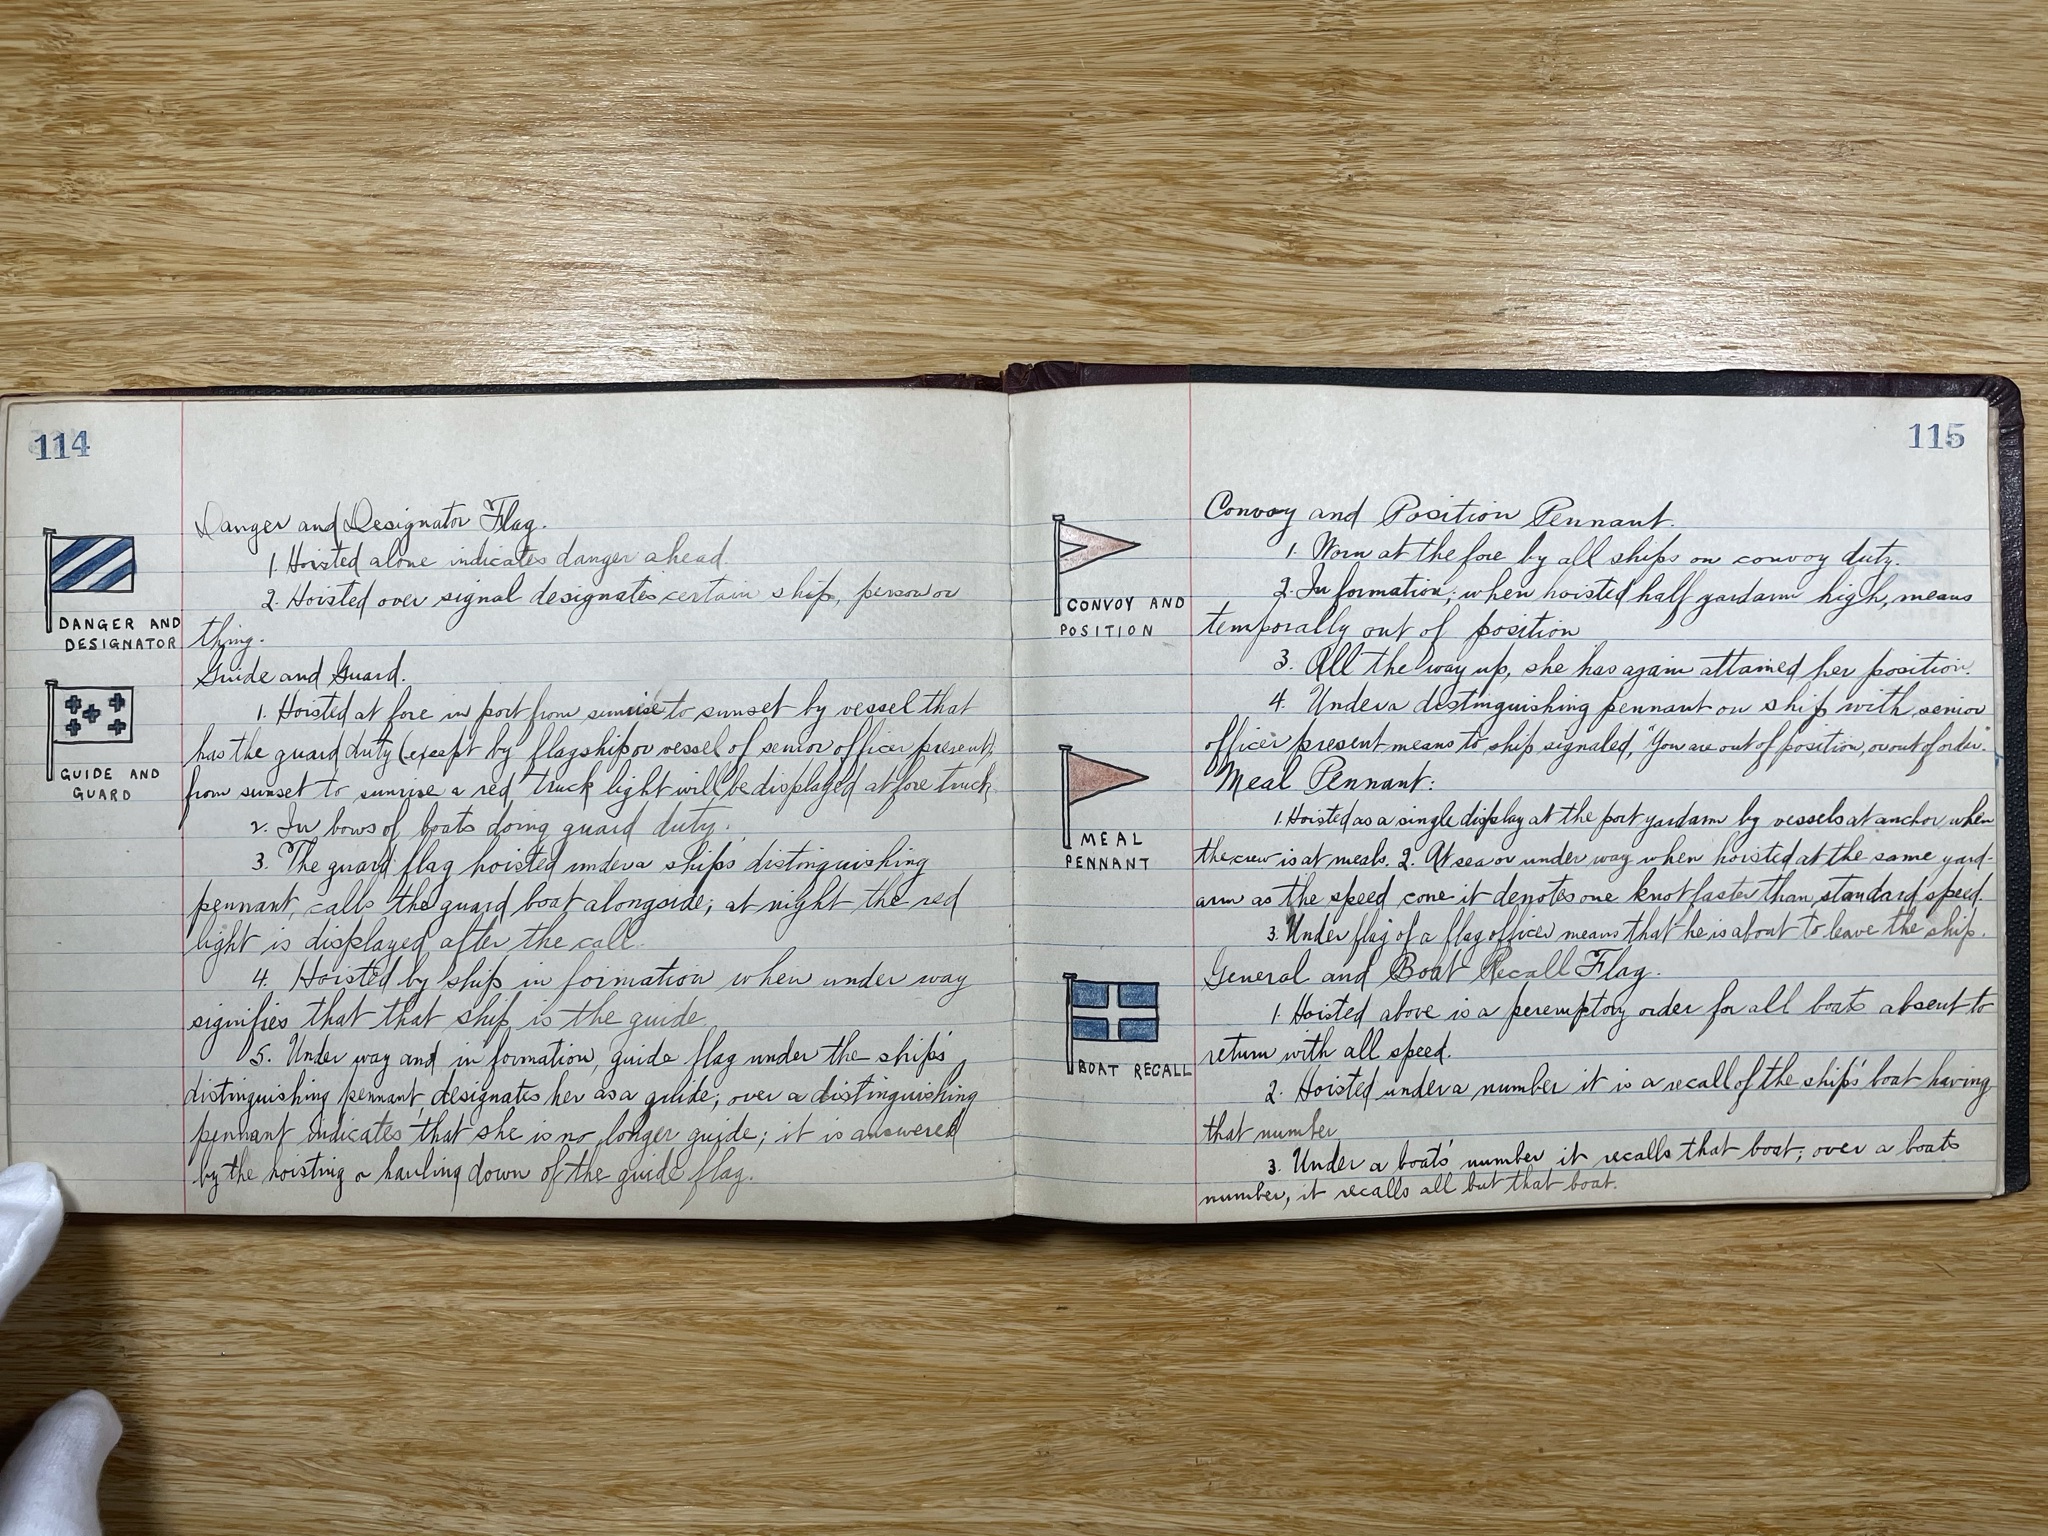 114
Danger and Designator Flag.
1. Hoisted alone indicates danger ahead.
2. Hoisted over signal designates certain ship, person or
thing.
DANGER AND
DESIGNATOR
Guide and Guard.
1. Hoisted at fore in port from sunrise to sunset by vessel that
has the guard duty (except by flagship or vessel of senior officer present),
from sunset to sunrise a red truck light will be displayed at fore truck.
2. In bows of boats doing guard duty.
3. The guard flag hoisted under a ship's distinguishing
pennant, calls the guard boat alongside; at night the red
light is displayed after the call.
4. Hoisted by ship in formation when under way
signifies that that ship is the guide.
5. Under way and in formation, guide flag under the ship's
distinguishing pennant designates her as a guide; over a distinguishing
pennant indicates that she is no longer guide; it is answered
by the hoisting or hauling down of the guide flag.
GUIDE AND
GUARD
115
Convoy and Position Pennant.
1. Worn at the fore by all ships on convoy duty.
2. In formation; when hoisted half yardarm high, means
temporally out of position
3. All the way up, she has again attained her position.
4. Under a distinguishing pennant on ship with senior
officer present means to ship signaled, "You are out of position, or out of order."
CONVOY AND
POSITION
Meal Pennant:
1. Hoisted as a single display at the port yardarm by vessels at anchor when
the crew is at meals. 2. At sea or under way when hoisted at the same yard-
arm as the speed cone it denotes one knot faster than standard speed.
3. Under flag of a flag officer means that he is about to leave the ship.
MEAL
PENNANT
General and Boat Recall Flag.
1. Hoisted above is a peremptory order for all boats absent to
return with all speed.
2. Hoisted under a number it is a recall of the ship's boat having
that number
3. Under a boats' number it recalls that boat; over a boats
number, it recalls all but that boat.
BOAT RECALL